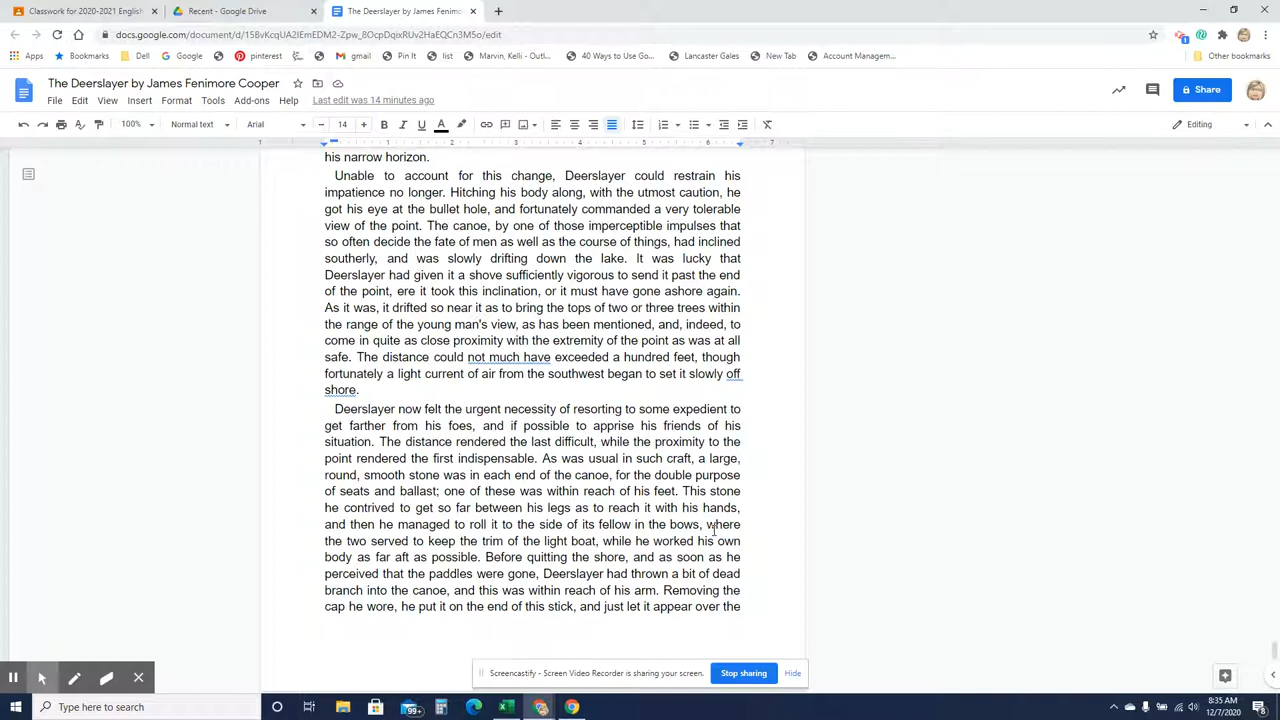 Classwork for 2020-2021 English
Recent - Google Drive
The Deerslayer by James Fenimo
docs.google.com/document/d/
/edit
Apps
Bookmarks
Dell
Google
pinterest
Pin It
gmail
list
Marvin, Kelli - Outl...
40 Ways to Use Go...
Lancaster Gales
New Tab
Account Managem...
Other bookmarks
The Deerslayer by James Fenimore Cooper
File Edit View Insert Format Tools Add-ons Help Last edit was 14 minutes ago
Share
100% Normal text Arial 14 B I U A Editing
1 1 2 3 4 5 6 7
his narrow horizon.
Unable to account for this change, Deerslayer could restrain his
impatience no longer. Hitching his body along, with the utmost caution, he
got his eye at the bullet hole, and fortunately commanded a very tolerable
view of the point. The canoe, by one of those imperceptible impulses that
so often decide the fate of men as well as the course of things, had inclined
southerly, and was slowly drifting down the lake. It was lucky that
Deerslayer had given it a shove sufficiently vigorous to send it past the end
of the point, ere it took this inclination, or it must have gone ashore again.
As it was, it drifted so near it as to bring the tops of two or three trees within
the range of the young man's view, as has been mentioned, and, indeed, to
come in quite as close proximity with the extremity of the point as was at all
safe. The distance could not much have exceeded a hundred feet, though
fortunately a light current of air from the southwest began to set it slowly off
shore.
Deerslayer now felt the urgent necessity of resorting to some expedient to
get farther from his foes, and if possible to apprise his friends of his
situation. The distance rendered the last difficult, while the proximity to the
point rendered the first indispensable. As was usual in such craft, a large,
round, smooth stone was in each end of the canoe, for the double purpose
of seats and ballast; one of these was within reach of his feet. This stone
he contrived to get so far between his legs as to reach it with his hands,
and then he managed to roll it to the side of its fellow in the bows, where
the two served to keep the trim of the light boat, while he worked his own
body as far aft as possible. Before quitting the shore, and as soon as he
perceived that the paddles were gone, Deerslayer had thrown a bit of dead
branch into the canoe, and this was within reach of his arm. Removing the
cap he wore, he put it on the end of this stick, and just let it appear over the
Screencastify - Screen Video Recorder is sharing your screen.
Stop sharing
Hide
Type here to search
99+
8:35 AM
12/7/2020